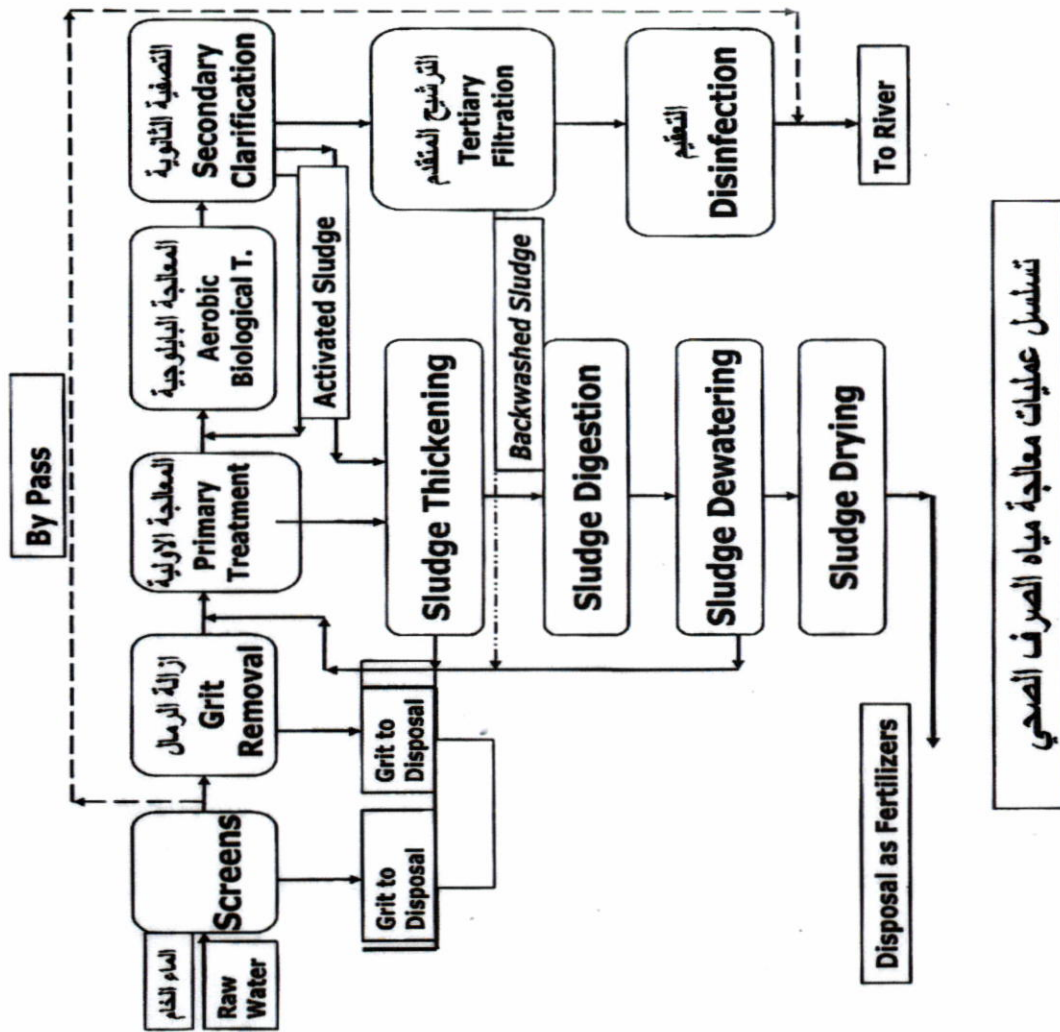 By Pass
الماء الخام
Raw
Water
Screens
ازالة الرمال
Grit
Removal
المعالجة الاولية
Primary
Treatment
المعالجة البايلوجية
Aerobic
Biological T.
التصفية الثانوية
Secondary
Clarification
Grit to
Disposal
Grit to
Disposal
Activated Sludge
Sludge Thickening
الترشيح المتقدم
Tertiary
Filtration
Backwashed Sludge
Sludge Digestion
التعقيم
Disinfection
Sludge Dewatering
Sludge Drying
To River
Disposal as Fertilizers
تسلسل عمليات معالجة مياه الصرف الصحي